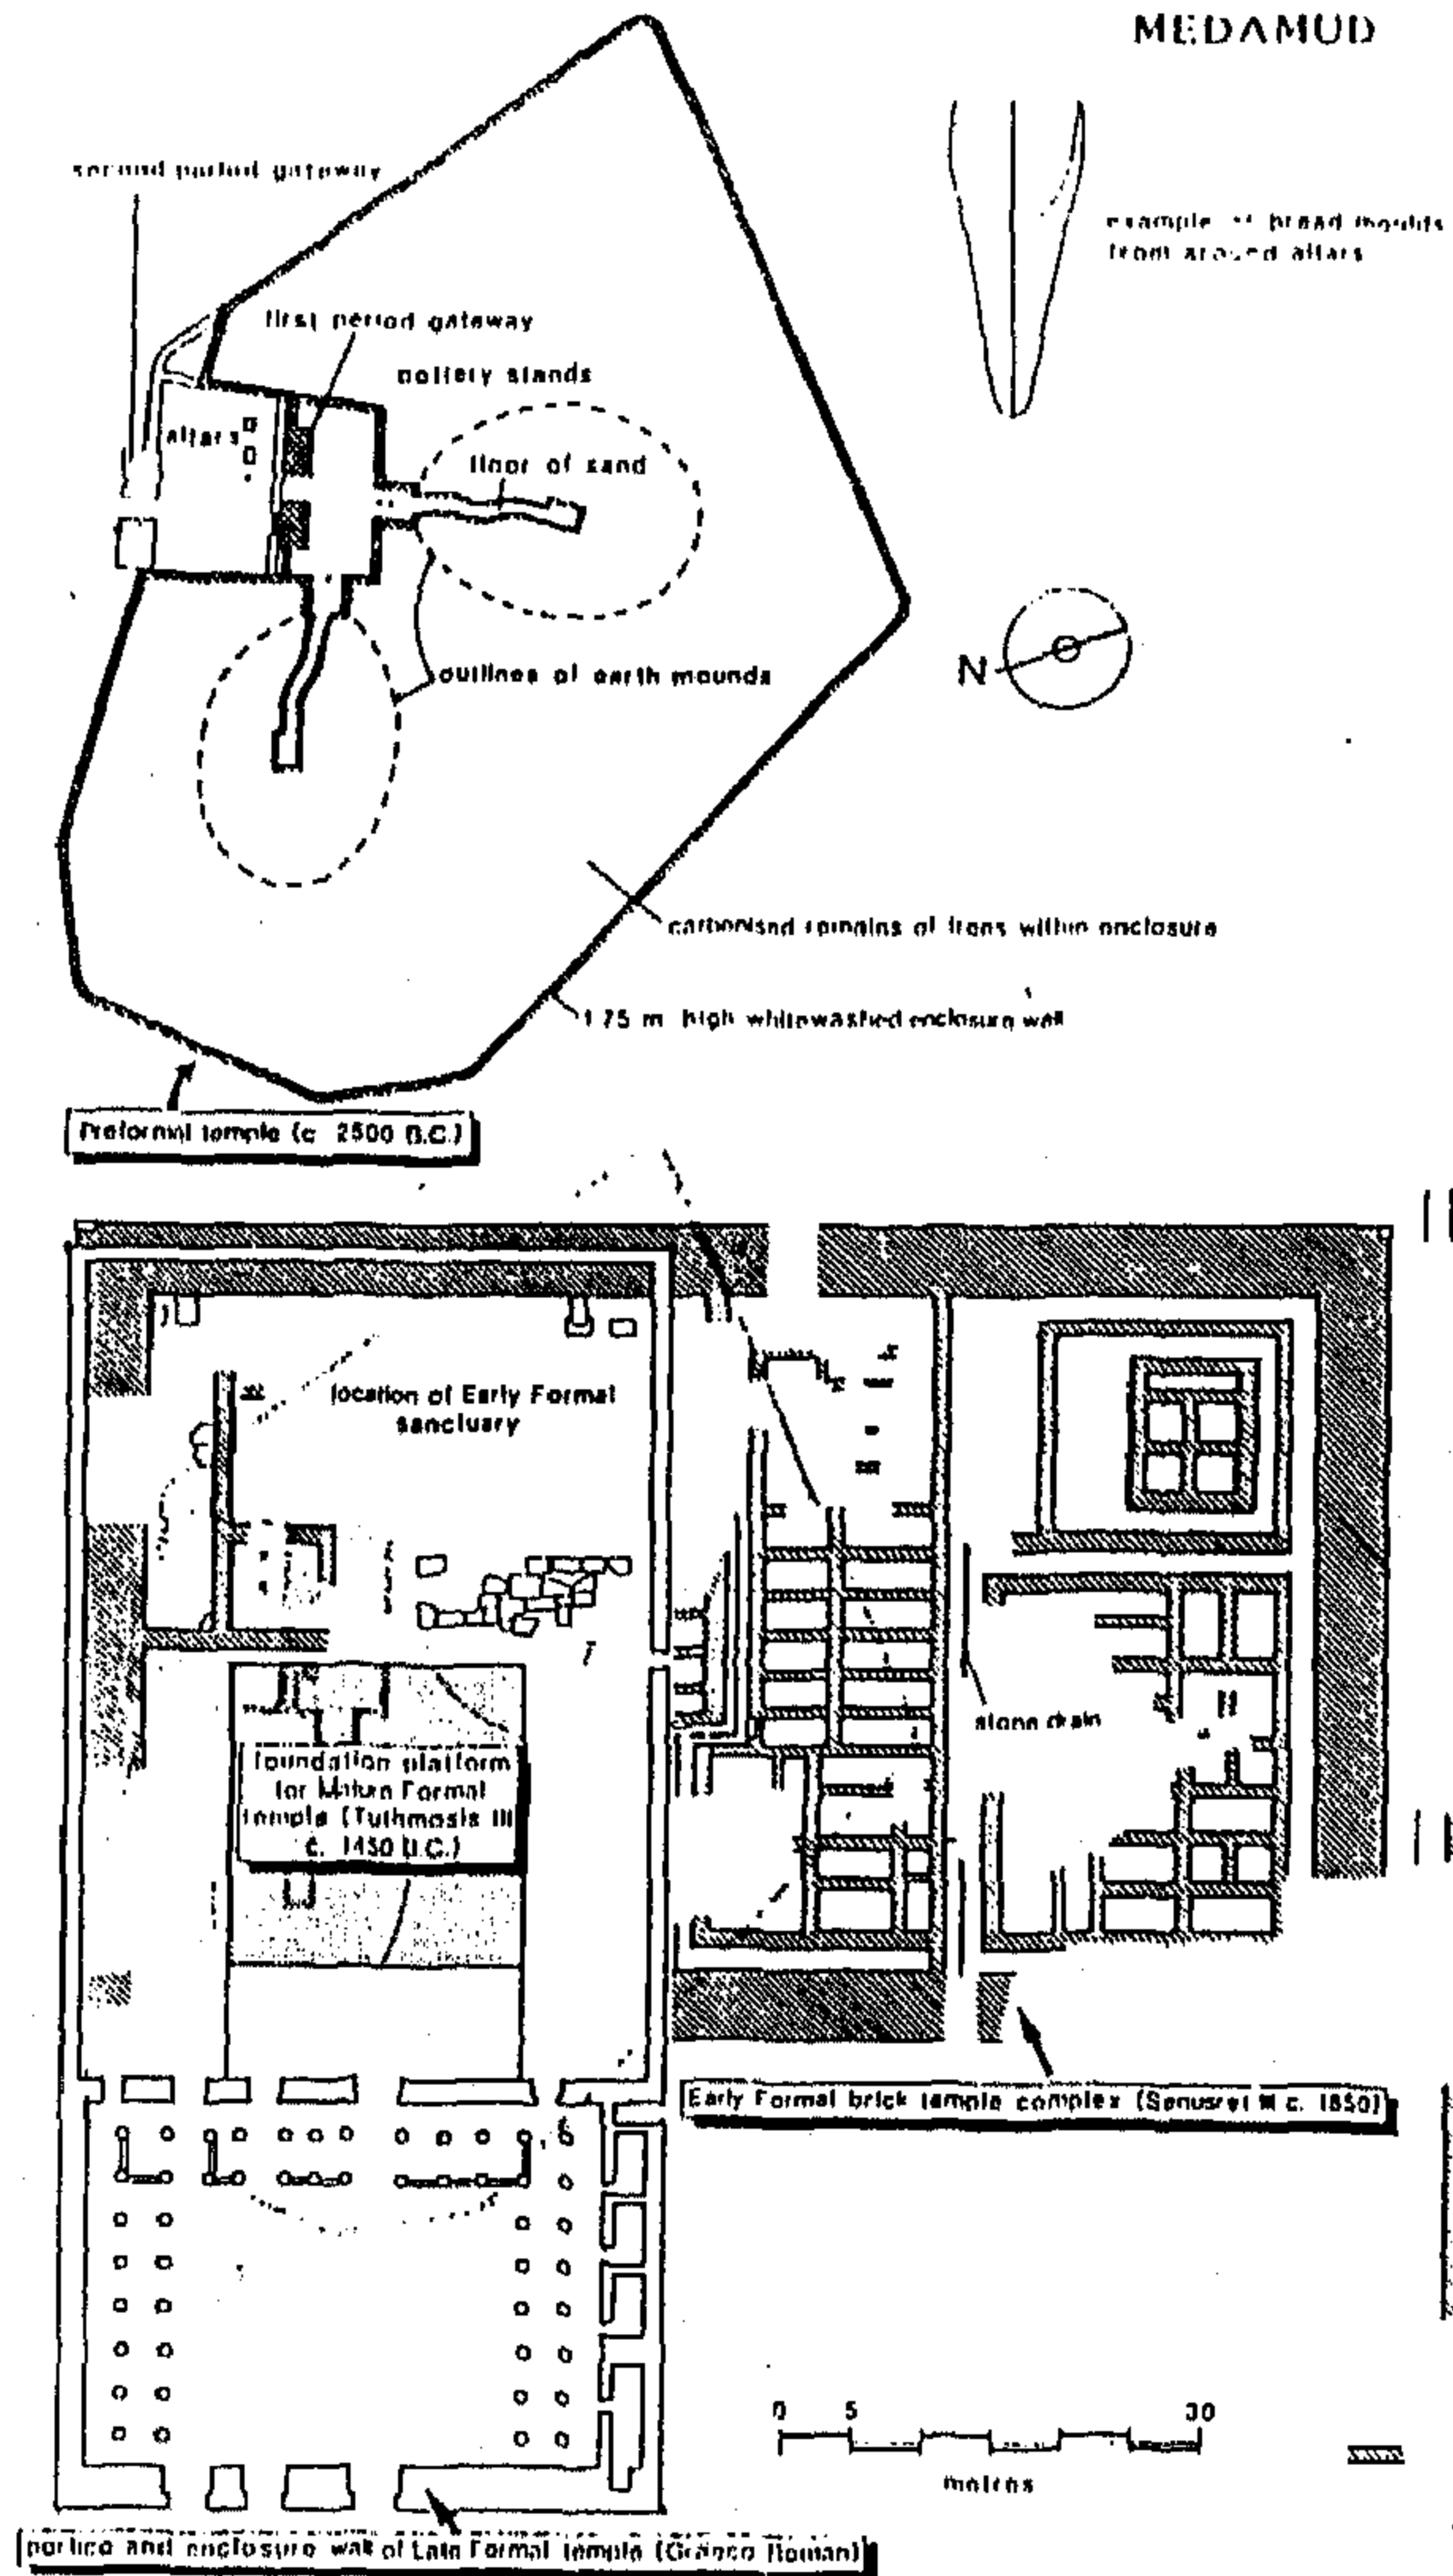 MEDAMUD
second period gateway
example of bread moulds
from around altars
first period gateway
pottery stands
altars
floor of sand
N
outlines of earth mounds
carbonised remains of trees within enclosure
1.75 m high whitewashed enclosure wall
Preformal temple (c. 2500 B.C.)
location of Early Formal
sanctuary
stone drain
foundation platform
for Mature Formal
temple (Tuthmosis III
c. 1450 B.C.)
Early Formal brick temple complex (Senusret III c. 1850)
0 5 30
metres
portico and enclosure wall of Late Formal temple (Graeco Roman)